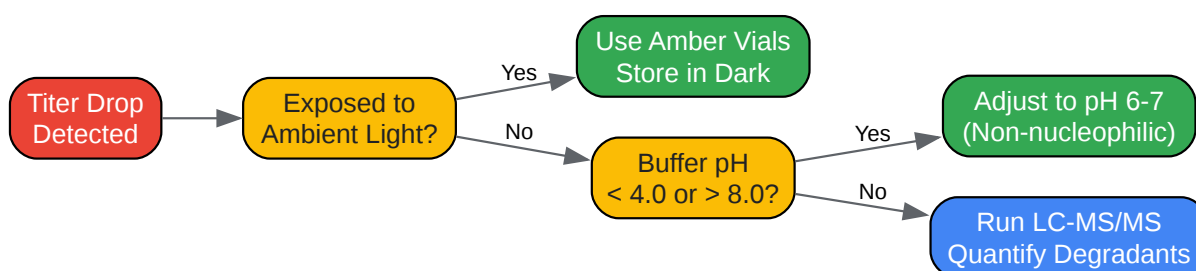 Titer Drop
Detected
Exposed to
Ambient Light?
Yes
Use Amber Vials
Store in Dark
No
Buffer pH
< 4.0 or > 8.0?
Yes
Adjust to pH 6-7
(Non-nucleophilic)
No
Run LC-MS/MS
Quantify Degradants